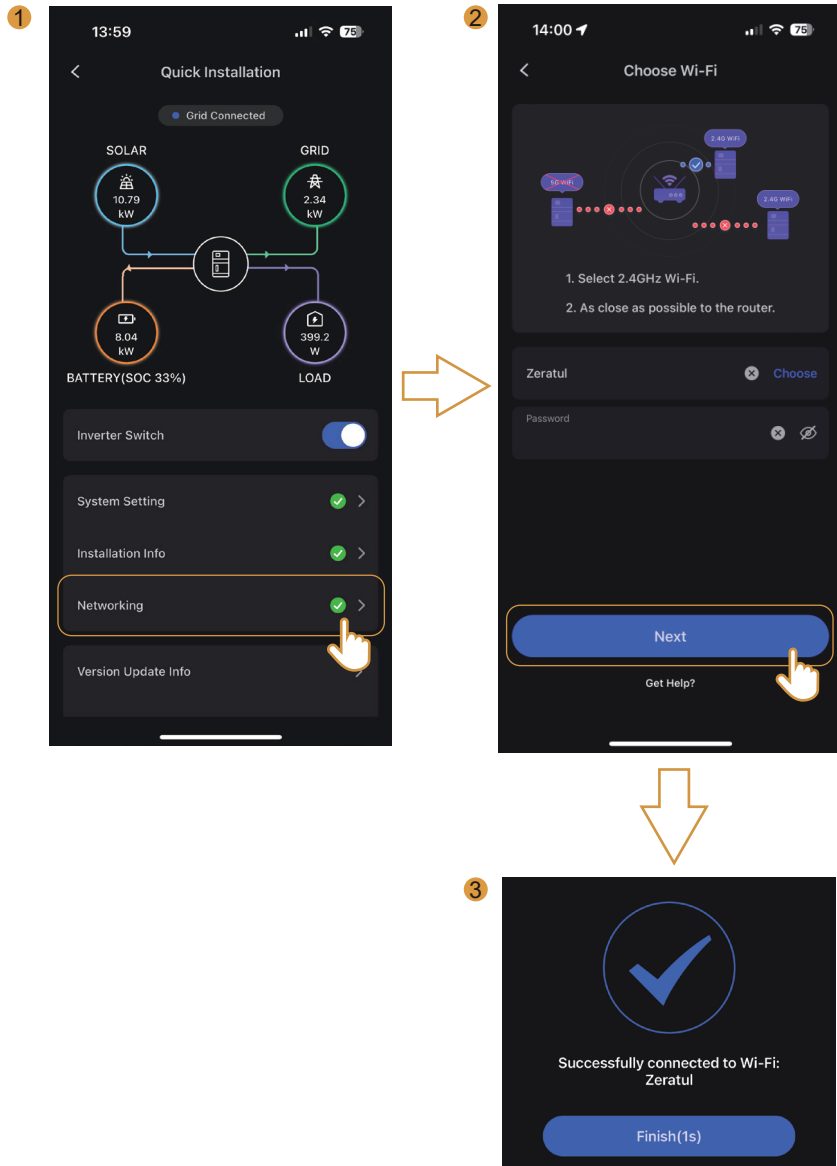 1
13:59
75
Quick Installation
Grid Connected
SOLAR
GRID
10.79
kW
2.34
kW
8.04
kW
399.2
W
BATTERY(SOC 33%)
LOAD
Inverter Switch
System Setting
Installation Info
Networking
Version Update Info
2
14:00
75
Choose Wi-Fi
2.4G WiFi
5G WiFi
2.4G WiFi
1. Select 2.4GHz Wi-Fi.
2. As close as possible to the router.
Zeratul
Choose
Password
Next
Get Help?
3
Successfully connected to Wi-Fi:
Zeratul
Finish(1s)